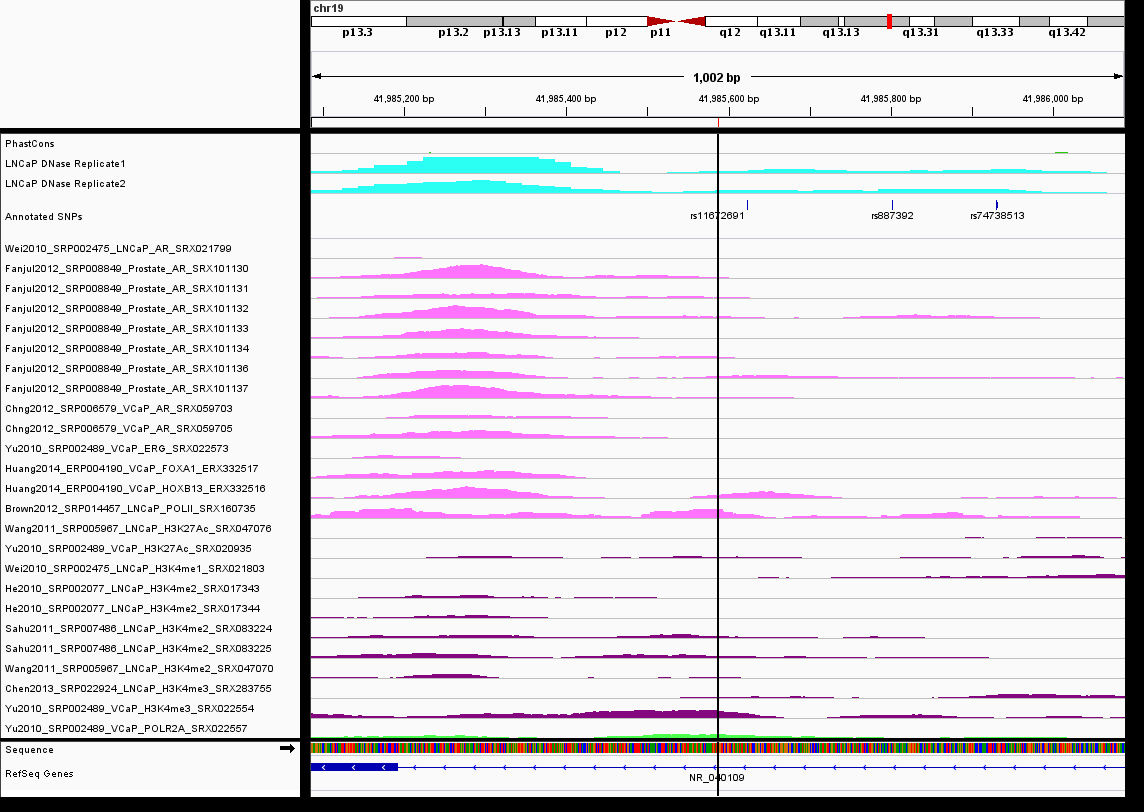 chr19
p13.3 p13.2 p13.13 p13.11 p12 p11 q12 q13.11 q13.13 q13.31 q13.33 q13.42
1,002 bp
41,985,200 bp 41,985,400 bp 41,985,600 bp 41,985,800 bp 41,986,000 bp
PhastCons
LNCaP DNase Replicate1
LNCaP DNase Replicate2
Annotated SNPs rs11672691 rs887392 rs74738513
Wei2010_SRP002475_LNCaP_AR_SRX021799
Fanjul2012_SRP008849_Prostate_AR_SRX101130
Fanjul2012_SRP008849_Prostate_AR_SRX101131
Fanjul2012_SRP008849_Prostate_AR_SRX101132
Fanjul2012_SRP008849_Prostate_AR_SRX101133
Fanjul2012_SRP008849_Prostate_AR_SRX101134
Fanjul2012_SRP008849_Prostate_AR_SRX101136
Fanjul2012_SRP008849_Prostate_AR_SRX101137
Chng2012_SRP006579_VCaP_AR_SRX059703
Chng2012_SRP006579_VCaP_AR_SRX059705
Yu2010_SRP002489_VCaP_ERG_SRX022573
Huang2014_ERP004190_VCaP_FOXA1_ERX332517
Huang2014_ERP004190_VCaP_HOXB13_ERX332516
Brown2012_SRP014457_LNCaP_POLII_SRX160735
Wang2011_SRP005967_LNCaP_H3K27Ac_SRX047076
Yu2010_SRP002489_VCaP_H3K27Ac_SRX020935
Wei2010_SRP002475_LNCaP_H3K4me1_SRX021803
He2010_SRP002077_LNCaP_H3K4me2_SRX017343
He2010_SRP002077_LNCaP_H3K4me2_SRX017344
Sahu2011_SRP007486_LNCaP_H3K4me2_SRX083224
Sahu2011_SRP007486_LNCaP_H3K4me2_SRX083225
Wang2011_SRP005967_LNCaP_H3K4me2_SRX047070
Chen2013_SRP022924_LNCaP_H3K4me3_SRX283755
Yu2010_SRP002489_VCaP_H3K4me3_SRX022554
Yu2010_SRP002489_VCaP_POLR2A_SRX022557
Sequence
RefSeq Genes NR_040109